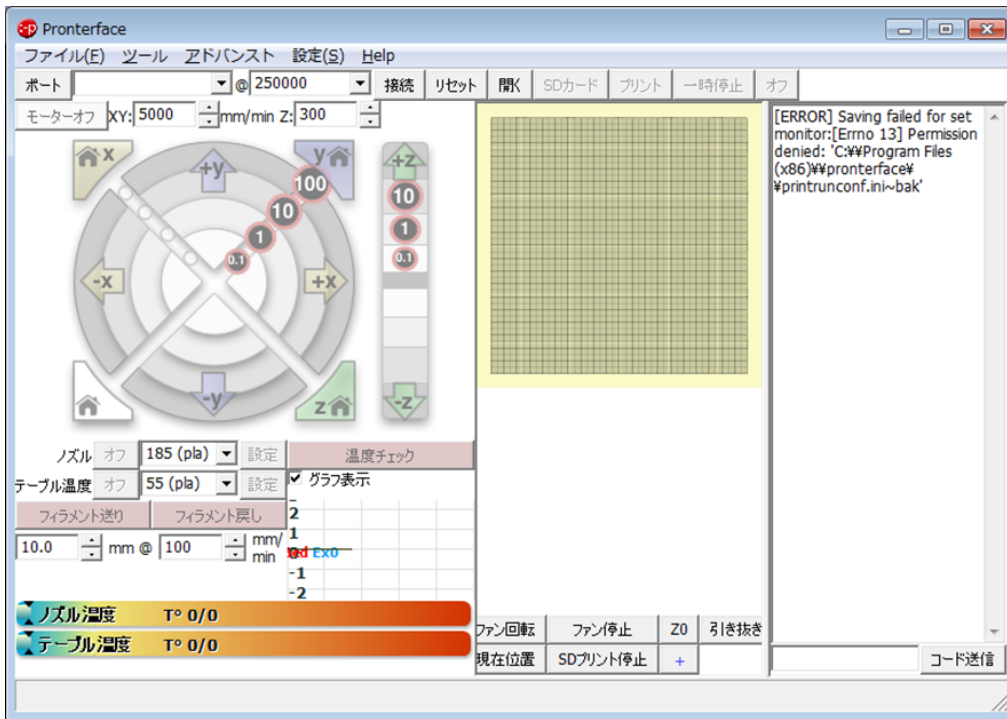 Pronterface
ファイル(F) ツール アドバンスト 設定(S) Help
ポート @ 250000 接続 リセット 開く SDカード プリント 一時停止 オフ
モーターオフ XY: 5000 mm/min Z: 300
x
+y
y
100
10
1
0.1
-x
+x
-y
z
+z
10
1
0.1
-z
[ERROR] Saving failed for set
monitor:[Errno 13] Permission
denied: 'C:¥¥Program Files
(x86)¥¥pronterface¥
¥printrunconf.ini~bak'
ノズル オフ 185 (pla) 設定 温度チェック
テーブル温度 オフ 55 (pla) 設定 グラフ表示
フィラメント送り フィラメント戻し
10.0 mm @ 100 mm/
min
2
1
Ex0
-1
-2
ノズル温度 T° 0/0
テーブル温度 T° 0/0
ファン回転 ファン停止 Z0 引き抜き
現在位置 SDプリント停止 +
コード送信